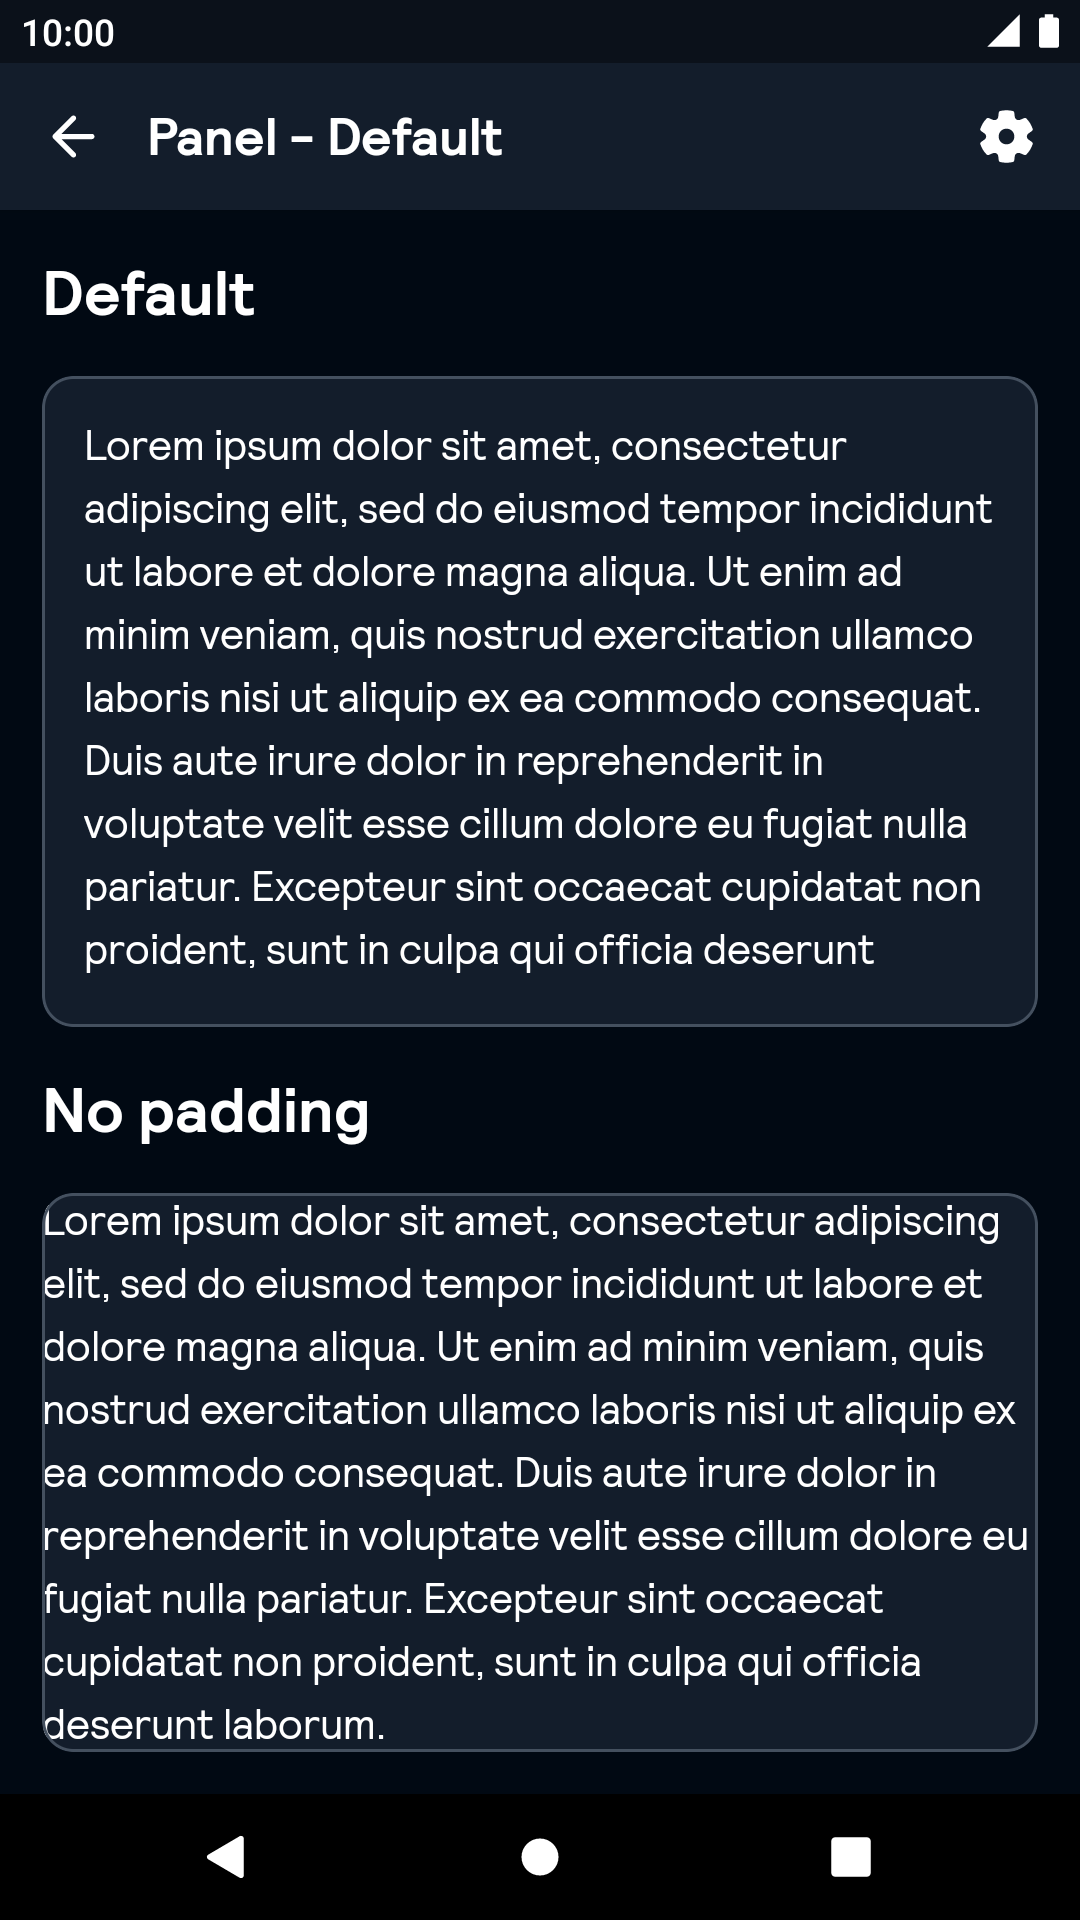 10:00
Panel - Default
Default
Lorem ipsum dolor sit amet, consectetur
adipiscing elit, sed do eiusmod tempor incididunt
ut labore et dolore magna aliqua. Ut enim ad
minim veniam, quis nostrud exercitation ullamco
laboris nisi ut aliquip ex ea commodo consequat.
Duis aute irure dolor in reprehenderit in
voluptate velit esse cillum dolore eu fugiat nulla
pariatur. Excepteur sint occaecat cupidatat non
proident, sunt in culpa qui officia deserunt
No padding
Lorem ipsum dolor sit amet, consectetur adipiscing
elit, sed do eiusmod tempor incididunt ut labore et
dolore magna aliqua. Ut enim ad minim veniam, quis
nostrud exercitation ullamco laboris nisi ut aliquip ex
ea commodo consequat. Duis aute irure dolor in
reprehenderit in voluptate velit esse cillum dolore eu
fugiat nulla pariatur. Excepteur sint occaecat
cupidatat non proident, sunt in culpa qui officia
deserunt laborum.